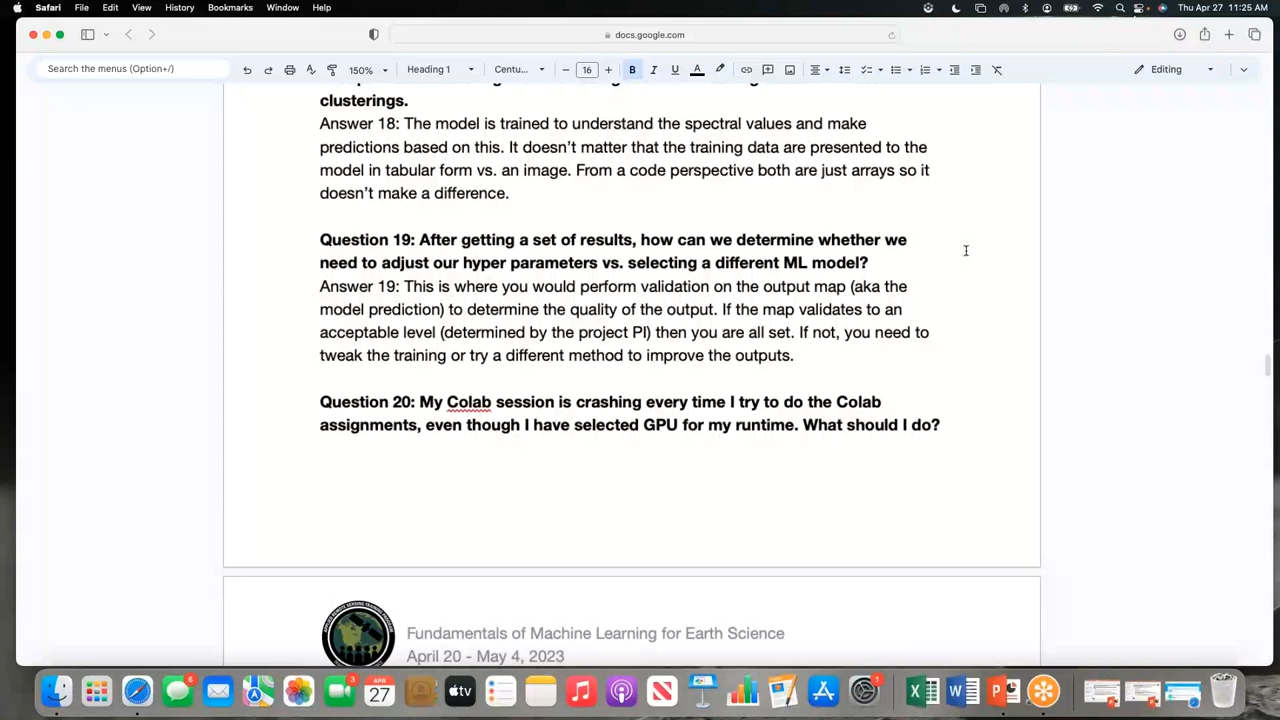 Safari File Edit View History Bookmarks Window Help Thu Apr 27 11:25 AM
docs.google.com
Search the menus (Option+/) 150% Heading 1 Centu... 16 B I U A Editing
clusterings.
Answer 18: The model is trained to understand the spectral values and make
predictions based on this. It doesn't matter that the training data are presented to the
model in tabular form vs. an image. From a code perspective both are just arrays so it
doesn't make a difference.
Question 19: After getting a set of results, how can we determine whether we
need to adjust our hyper parameters vs. selecting a different ML model?
Answer 19: This is where you would perform validation on the output map (aka the
model prediction) to determine the quality of the output. If the map validates to an
acceptable level (determined by the project PI) then you are all set. If not, you need to
tweak the training or try a different method to improve the outputs.
Question 20: My Colab session is crashing every time I try to do the Colab
assignments, even though I have selected GPU for my runtime. What should I do?
Fundamentals of Machine Learning for Earth Science
April 20 - May 4, 2023
6 APR 27 3 tv 1